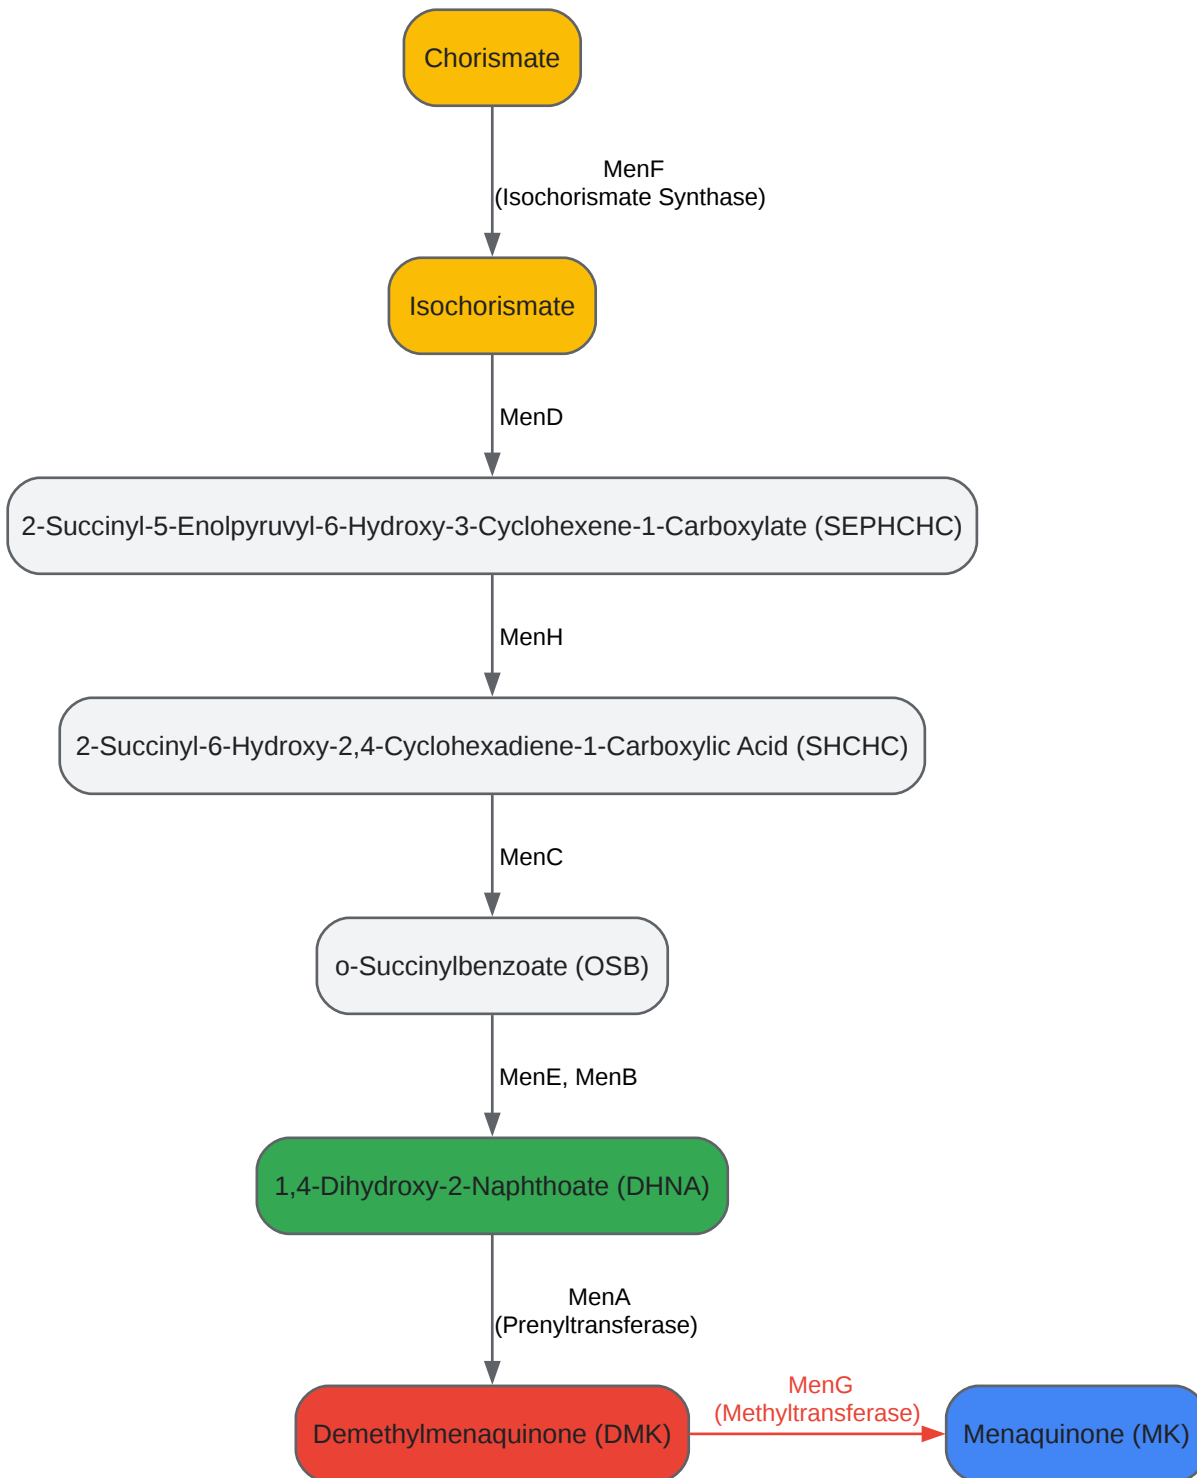 Chorismate
MenF
(Isochorismate Synthase)
Isochorismate
MenD
2-Succinyl-5-Enolpyruvyl-6-Hydroxy-3-Cyclohexene-1-Carboxylate (SEPHCHC)
MenH
2-Succinyl-6-Hydroxy-2,4-Cyclohexadiene-1-Carboxylic Acid (SHCHC)
MenC
o-Succinylbenzoate (OSB)
MenE, MenB
1,4-Dihydroxy-2-Naphthoate (DHNA)
MenA
(Prenyltransferase)
Demethylmenaquinone (DMK)
MenG
(Methyltransferase)
Menaquinone (MK)